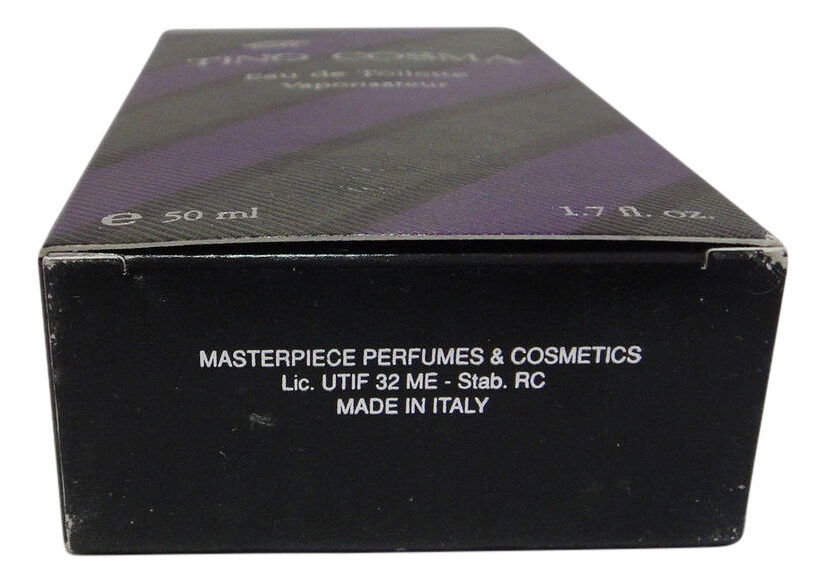 TINO COSMA
Eau de Toilette
Vaporisateur
e 50 ml 1.7 fl. oz.
MASTERPIECE PERFUMES & COSMETICS
Lic. UTIF 32 ME - Stab. RC
MADE IN ITALY